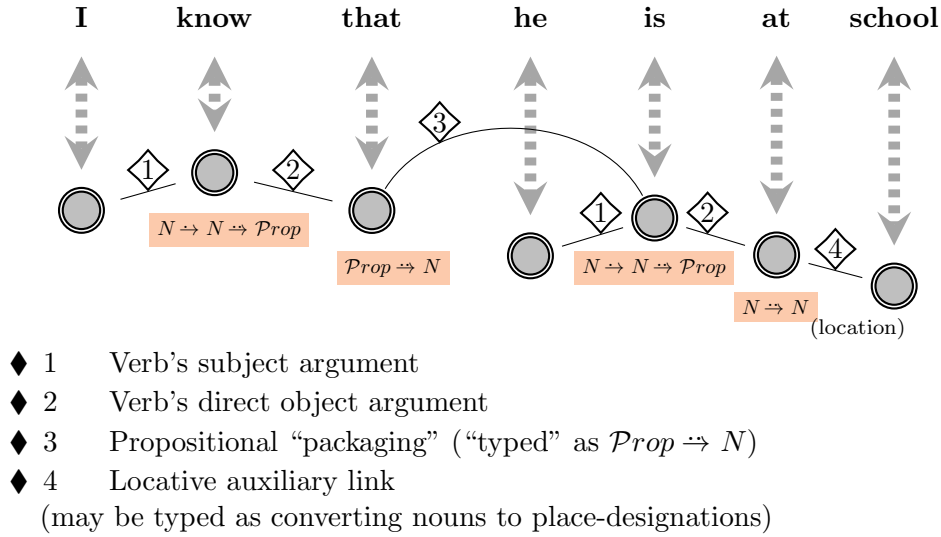 I know that he is at school
3
1 2 1 2 4
N → N → Prop N → N → Prop
Prop → N
N → N
(location)
♦ 1 Verb's subject argument
♦ 2 Verb's direct object argument
♦ 3 Propositional “packaging” (“typed” as Prop → N)
♦ 4 Locative auxiliary link
(may be typed as converting nouns to place-designations)